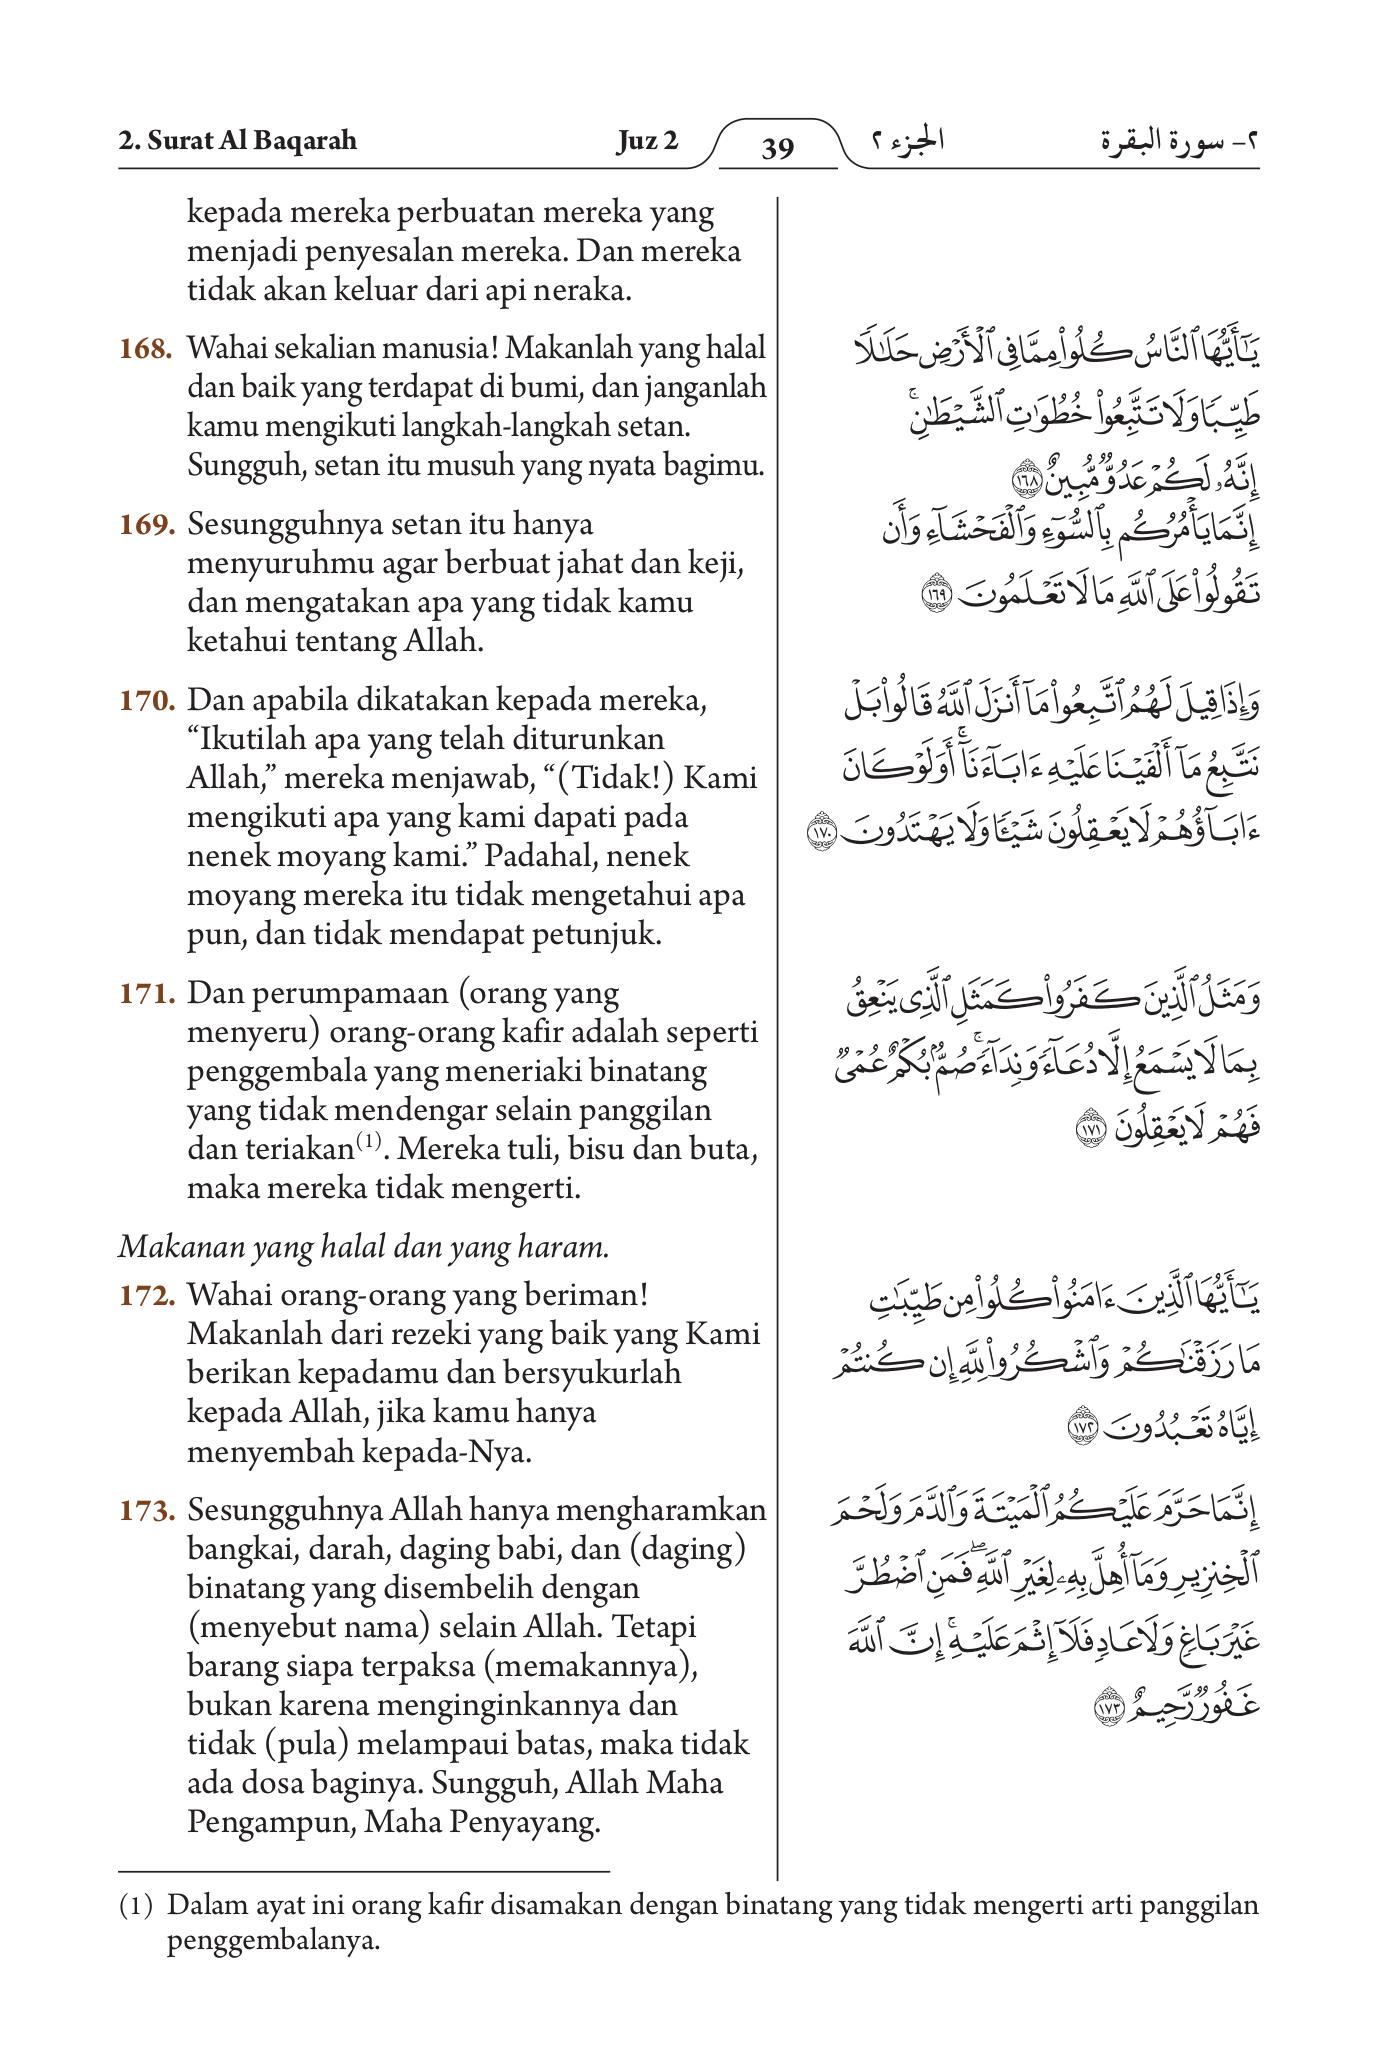 2. Surat Al Baqarah
Juz 2
39
الجزء ٢
٢- سورة البقرة
kepada mereka perbuatan mereka yang
menjadi penyesalan mereka. Dan mereka
tidak akan keluar dari api neraka.
168. Wahai sekalian manusia! Makanlah yang halal
dan baik yang terdapat di bumi, dan janganlah
kamu mengikuti langkah-langkah setan.
Sungguh, setan itu musuh yang nyata bagimu.
169. Sesungguhnya setan itu hanya
menyuruhmu agar berbuat jahat dan keji,
dan mengatakan apa yang tidak kamu
ketahui tentang Allah.
170. Dan apabila dikatakan kepada mereka,
“Ikutilah apa yang telah diturunkan
Allah,” mereka menjawab, “(Tidak!) Kami
mengikuti apa yang kami dapati pada
nenek moyang kami.” Padahal, nenek
moyang mereka itu tidak mengetahui apa
pun, dan tidak mendapat petunjuk.
171. Dan perumpamaan (orang yang
menyeru) orang-orang kafir adalah seperti
penggembala yang meneriaki binatang
yang tidak mendengar selain panggilan
dan teriakan(1). Mereka tuli, bisu dan buta,
maka mereka tidak mengerti.
Makanan yang halal dan yang haram.
172. Wahai orang-orang yang beriman!
Makanlah dari rezeki yang baik yang Kami
berikan kepadamu dan bersyukurlah
kepada Allah, jika kamu hanya
menyembah kepada-Nya.
173. Sesungguhnya Allah hanya mengharamkan
bangkai, darah, daging babi, dan (daging)
binatang yang disembelih dengan
(menyebut nama) selain Allah. Tetapi
barang siapa terpaksa (memakannya),
bukan karena menginginkannya dan
tidak (pula) melampaui batas, maka tidak
ada dosa baginya. Sungguh, Allah Maha
Pengampun, Maha Penyayang.
يَـٰٓأَيُّهَا ٱلنَّاسُ كُلُوا۟ مِمَّا فِى ٱلْأَرْضِ حَلَـٰلًا
طَيِّبًا وَلَا تَتَّبِعُوا۟ خُطُوَٰتِ ٱلشَّيْطَـٰنِ ۚ
إِنَّهُۥ لَكُمْ عَدُوٌّ مُّبِينٌ ١٦٨
إِنَّمَا يَأْمُرُكُم بِٱلسُّوٓءِ وَٱلْفَحْشَآءِ وَأَن
تَقُولُوا۟ عَلَى ٱللَّهِ مَا لَا تَعْلَمُونَ ١٦٩
وَإِذَا قِيلَ لَهُمُ ٱتَّبِعُوا۟ مَآ أَنزَلَ ٱللَّهُ قَالُوا۟ بَلْ
نَتَّبِعُ مَآ أَلْفَيْنَا عَلَيْهِ ءَابَآءَنَآ ۗ أَوَلَوْ كَانَ
ءَابَآؤُهُمْ لَا يَعْقِلُونَ شَيْـًٔا وَلَا يَهْتَدُونَ ١٧٠
وَمَثَلُ ٱلَّذِينَ كَفَرُوا۟ كَمَثَلِ ٱلَّذِى يَنْعِقُ
بِمَا لَا يَسْمَعُ إِلَّا دُعَآءً وَنِدَآءً ۚ صُمٌّۢ بُكْمٌ عُمْىٌ
فَهُمْ لَا يَعْقِلُونَ ١٧١
يَـٰٓأَيُّهَا ٱلَّذِينَ ءَامَنُوا۟ كُلُوا۟ مِن طَيِّبَـٰتِ
مَا رَزَقْنَـٰكُمْ وَٱشْكُرُوا۟ لِلَّهِ إِن كُنتُمْ
إِيَّاهُ تَعْبُدُونَ ١٧٢
إِنَّمَا حَرَّمَ عَلَيْكُمُ ٱلْمَيْتَةَ وَٱلدَّمَ وَلَحْمَ
ٱلْخِنزِيرِ وَمَآ أُهِلَّ بِهِۦ لِغَيْرِ ٱللَّهِ ۖ فَمَنِ ٱضْطُرَّ
غَيْرَ بَاغٍ وَلَا عَادٍ فَلَآ إِثْمَ عَلَيْهِ ۚ إِنَّ ٱللَّهَ
غَفُورٌ رَّحِيمٌ ١٧٣
(1) Dalam ayat ini orang kafir disamakan dengan binatang yang tidak mengerti arti panggilan
penggembalanya.